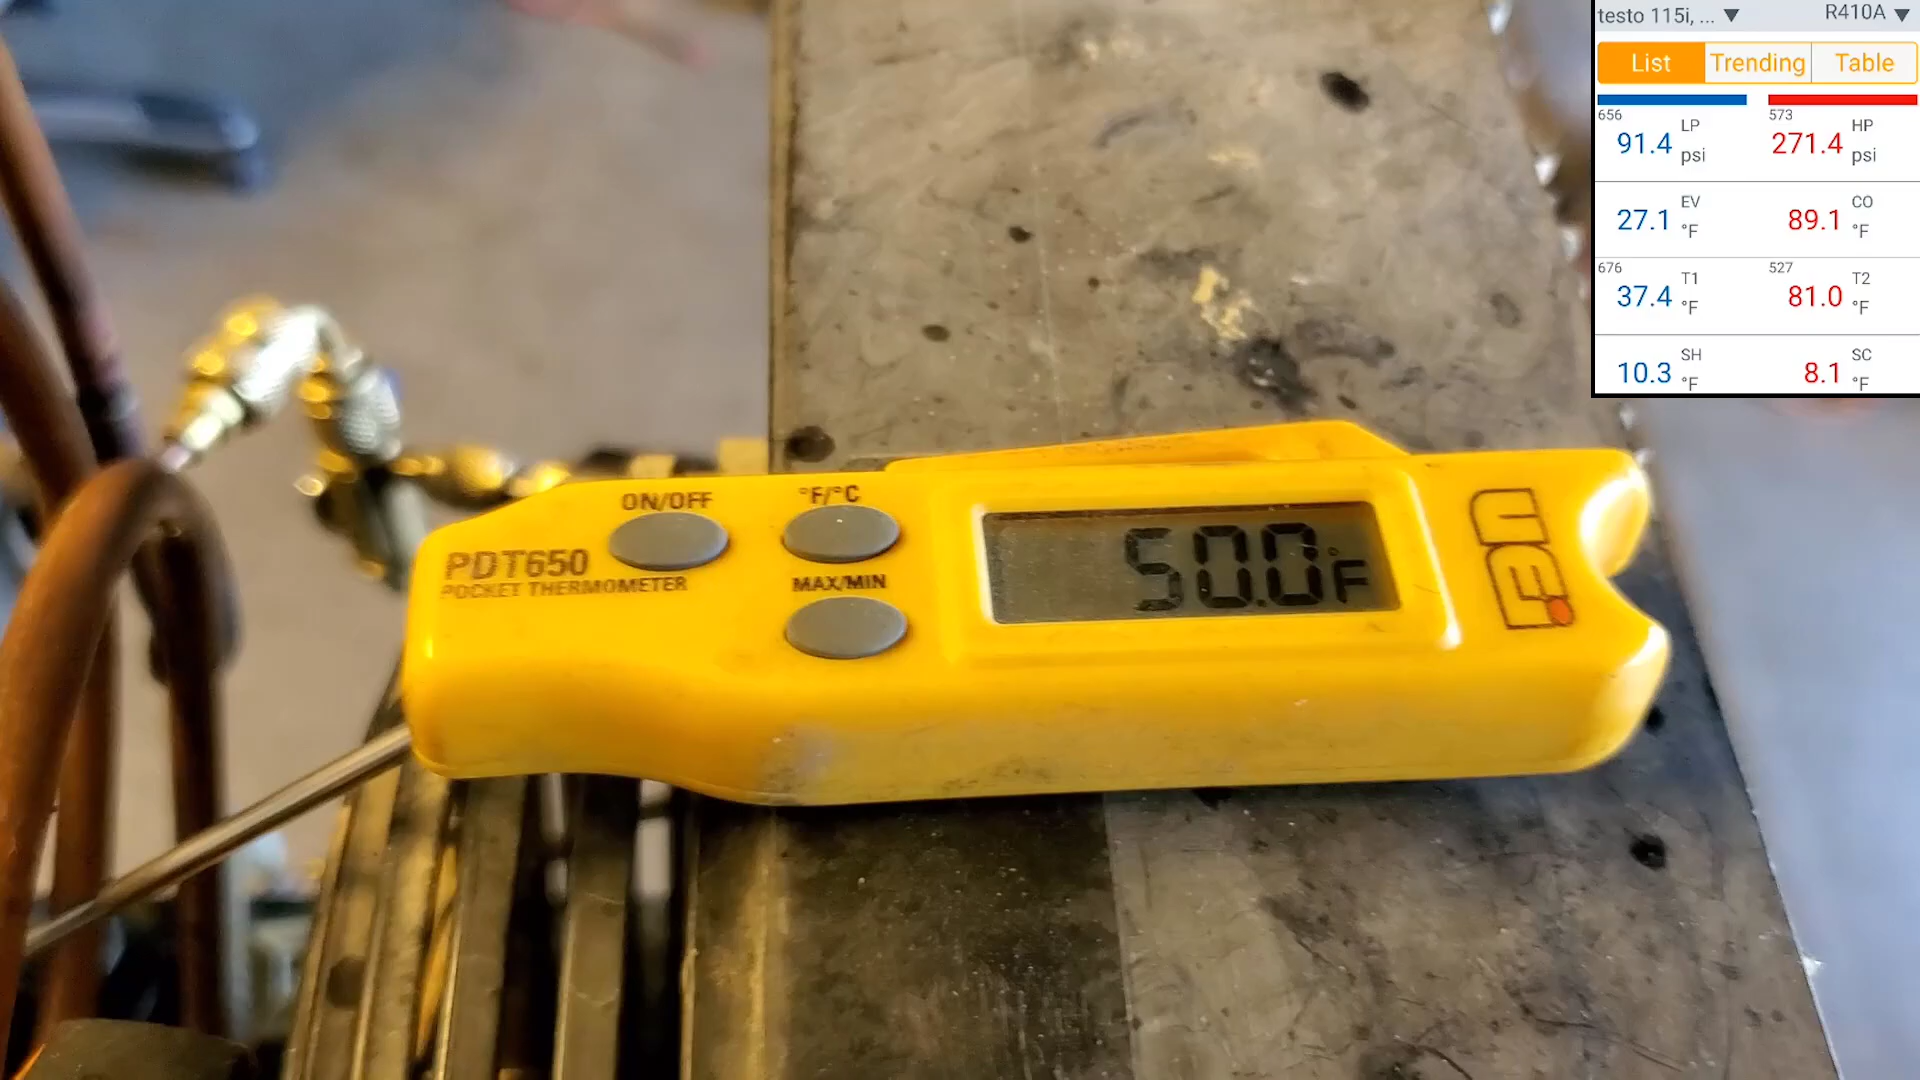 testo 115i, ... ▼ R410A ▼
List Trending Table
656 573
91.4 LP psi 271.4 HP psi
27.1 EV °F 89.1 CO °F
676 527
37.4 T1 °F 81.0 T2 °F
10.3 SH °F 8.1 SC °F
ON/OFF °F/°C
PDT650
POCKET THERMOMETER
MAX/MIN
50.0°F
UEi